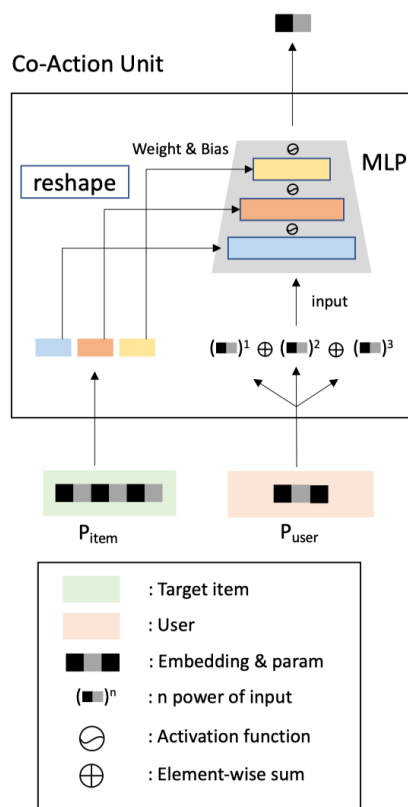 Co-Action Unit
Weight & Bias
MLP
reshape
input
( )¹ ⊕ ( )² ⊕ ( )³
P_item
P_user
: Target item
: User
: Embedding & param
( )ⁿ : n power of input
: Activation function
⊕ : Element-wise sum